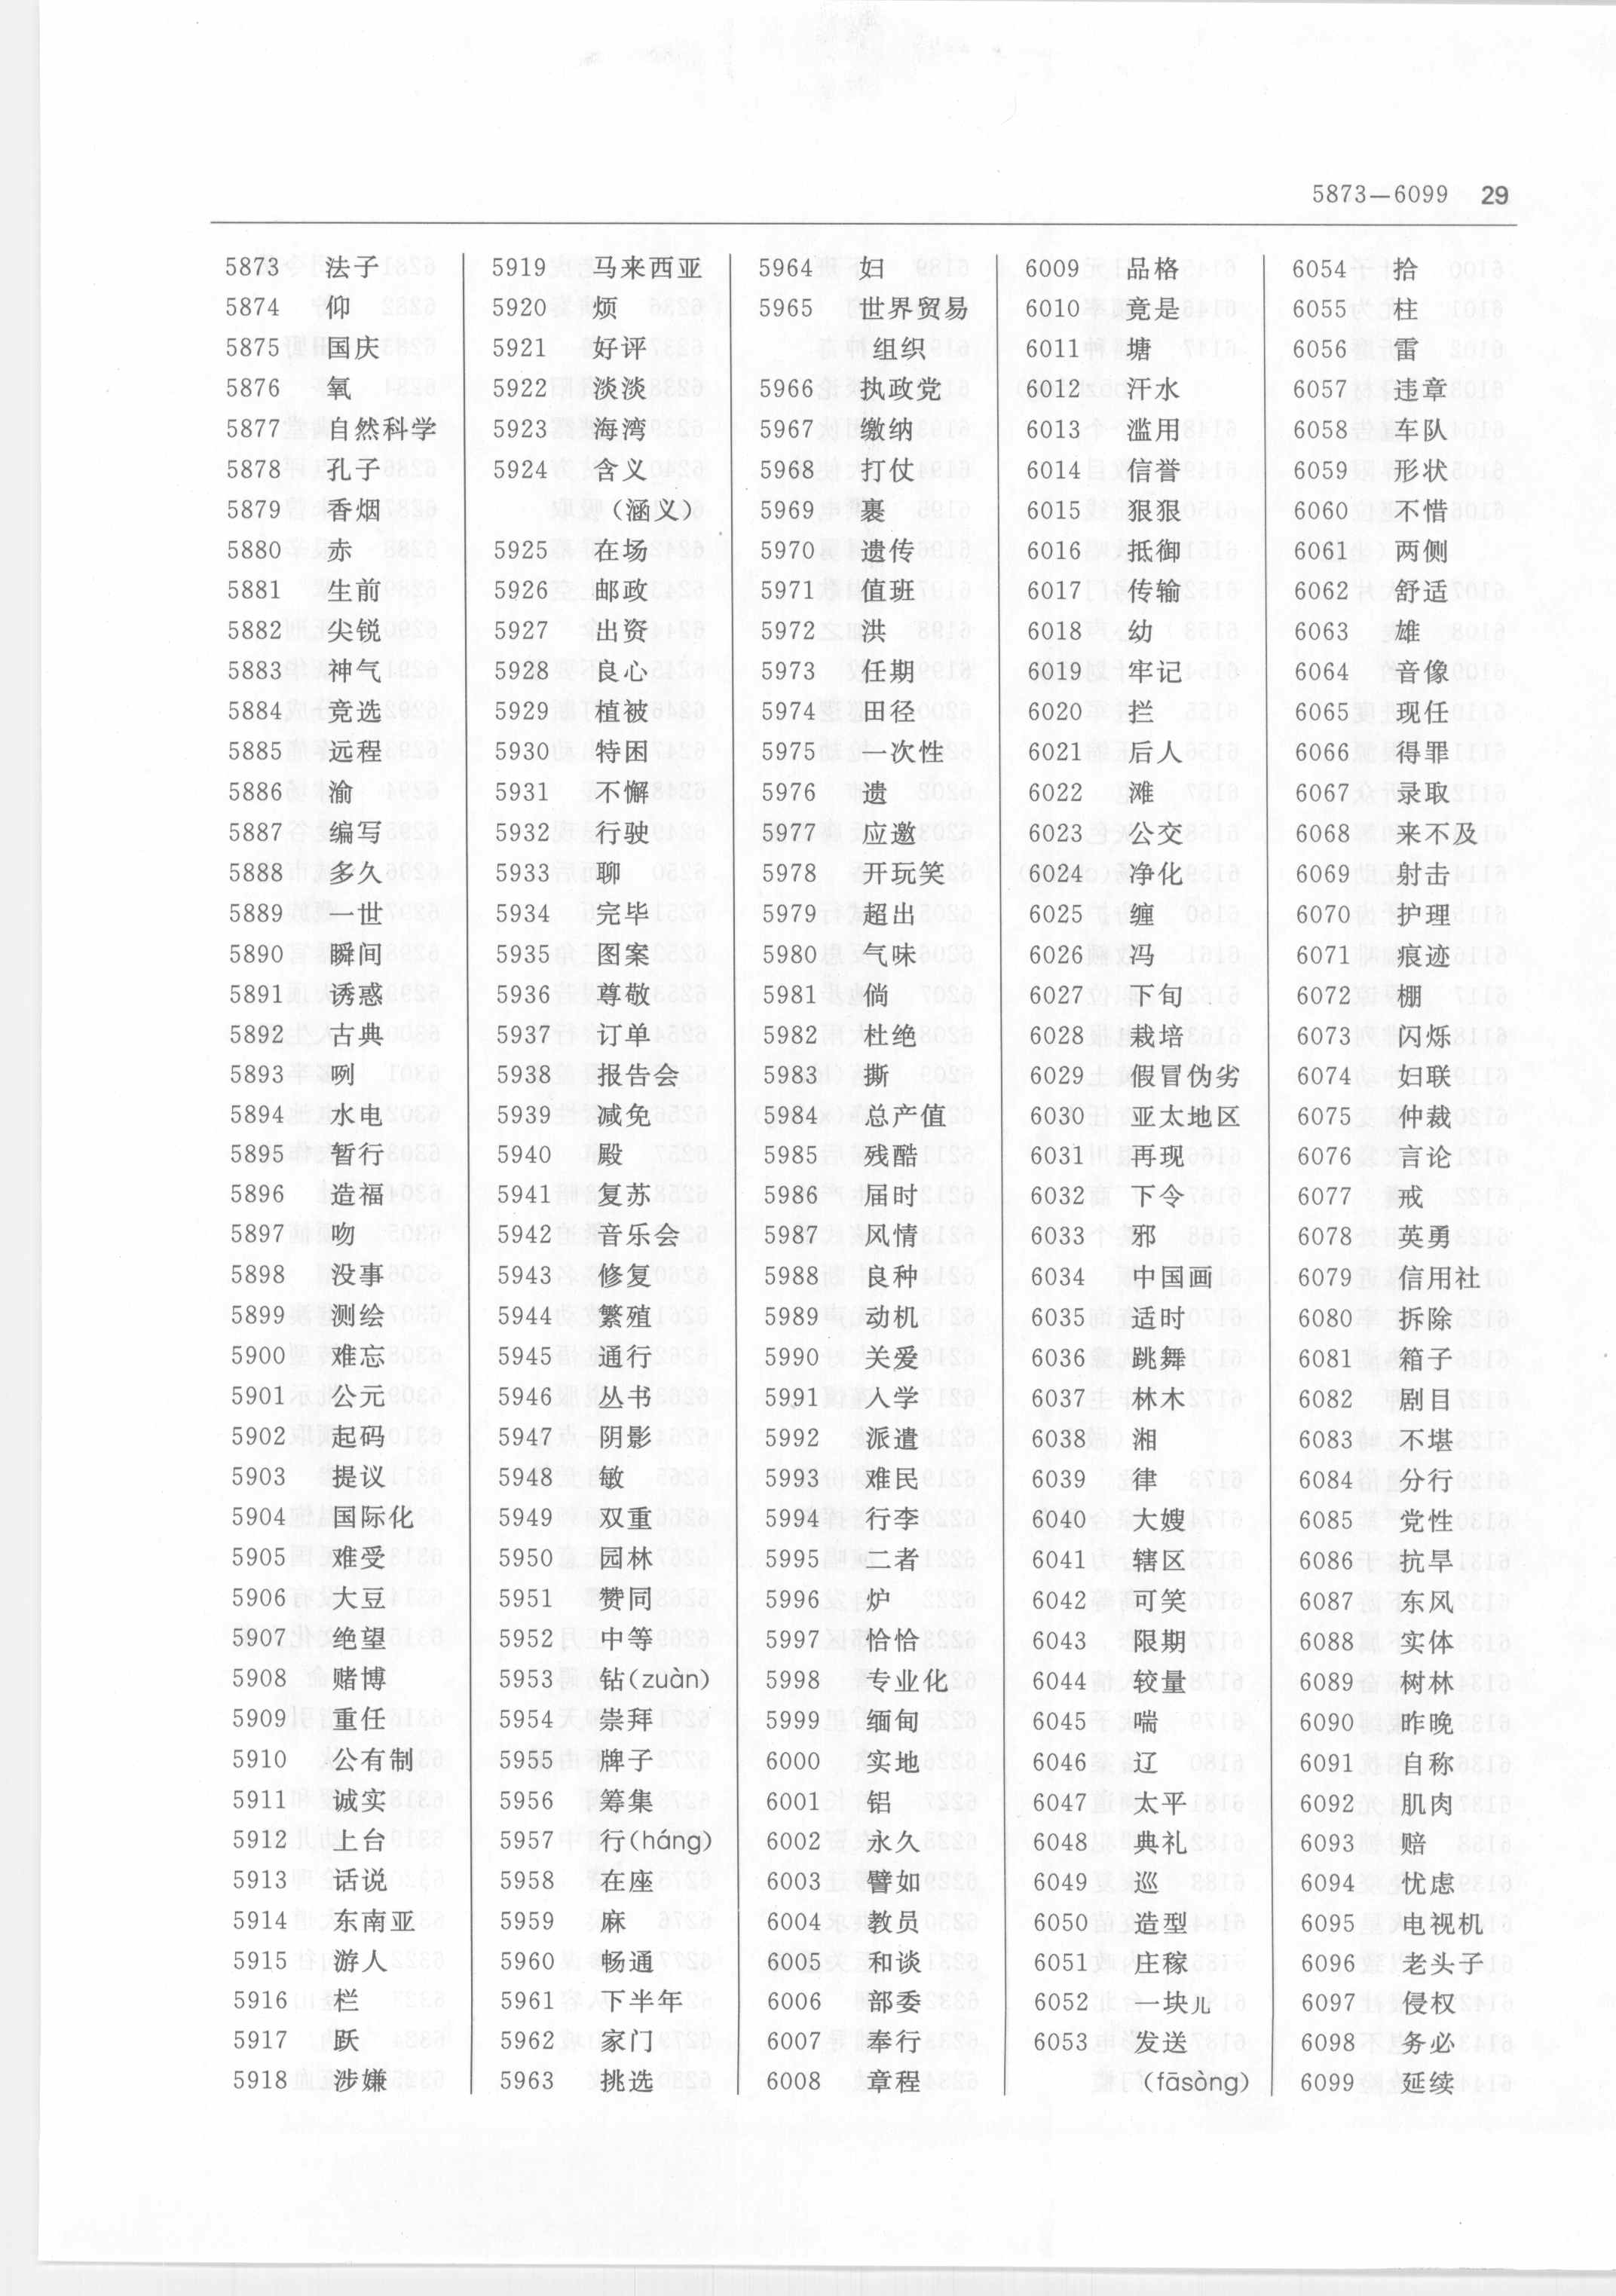 5873—6099 29
5873 法子
5874 仰
5875 国庆
5876 氧
5877 自然科学
5878 孔子
5879 香烟
5880 赤
5881 生前
5882 尖锐
5883 神气
5884 竞选
5885 远程
5886 渝
5887 编写
5888 多久
5889 一世
5890 瞬间
5891 诱惑
5892 古典
5893 咧
5894 水电
5895 暂行
5896 造福
5897 吻
5898 没事
5899 测绘
5900 难忘
5901 公元
5902 起码
5903 提议
5904 国际化
5905 难受
5906 大豆
5907 绝望
5908 赌博
5909 重任
5910 公有制
5911 诚实
5912 上台
5913 话说
5914 东南亚
5915 游人
5916 栏
5917 跃
5918 涉嫌
5919 马来西亚
5920 烦
5921 好评
5922 淡淡
5923 海湾
5924 含义
(涵义)
5925 在场
5926 邮政
5927 出资
5928 良心
5929 植被
5930 特困
5931 不懈
5932 行驶
5933 聊
5934 完毕
5935 图案
5936 尊敬
5937 订单
5938 报告会
5939 减免
5940 殿
5941 复苏
5942 音乐会
5943 修复
5944 繁殖
5945 通行
5946 丛书
5947 阴影
5948 敏
5949 双重
5950 园林
5951 赞同
5952 中等
5953 钻(zuàn)
5954 崇拜
5955 牌子
5956 筹集
5957 行(háng)
5958 在座
5959 麻
5960 畅通
5961 下半年
5962 家门
5963 挑选
5964 妇
5965 世界贸易
组织
5966 执政党
5967 缴纳
5968 打仗
5969 裹
5970 遗传
5971 值班
5972 洪
5973 任期
5974 田径
5975 一次性
5976 遗
5977 应邀
5978 开玩笑
5979 超出
5980 气味
5981 倘
5982 杜绝
5983 撕
5984 总产值
5985 残酷
5986 届时
5987 风情
5988 良种
5989 动机
5990 关爱
5991 入学
5992 派遣
5993 难民
5994 行李
5995 二者
5996 炉
5997 恰恰
5998 专业化
5999 缅甸
6000 实地
6001 铝
6002 永久
6003 譬如
6004 教员
6005 和谈
6006 部委
6007 奉行
6008 章程
6009 品格
6010 竟是
6011 塘
6012 汗水
6013 滥用
6014 信誉
6015 狠狠
6016 抵御
6017 传输
6018 幼
6019 牢记
6020 拦
6021 后人
6022 滩
6023 公交
6024 净化
6025 缠
6026 冯
6027 下旬
6028 栽培
6029 假冒伪劣
6030 亚太地区
6031 再现
6032 下令
6033 邪
6034 中国画
6035 适时
6036 跳舞
6037 林木
6038 湘
6039 律
6040 大嫂
6041 辖区
6042 可笑
6043 限期
6044 较量
6045 喘
6046 辽
6047 太平
6048 典礼
6049 巡
6050 造型
6051 庄稼
6052 一块儿
6053 发送
(fāsòng)
6054 拾
6055 柱
6056 雷
6057 违章
6058 车队
6059 形状
6060 不惜
6061 两侧
6062 舒适
6063 雄
6064 音像
6065 现任
6066 得罪
6067 录取
6068 来不及
6069 射击
6070 护理
6071 痕迹
6072 棚
6073 闪烁
6074 妇联
6075 仲裁
6076 言论
6077 戒
6078 英勇
6079 信用社
6080 拆除
6081 箱子
6082 剧目
6083 不堪
6084 分行
6085 党性
6086 抗旱
6087 东风
6088 实体
6089 树林
6090 昨晚
6091 自称
6092 肌肉
6093 赔
6094 忧虑
6095 电视机
6096 老头子
6097 侵权
6098 务必
6099 延续